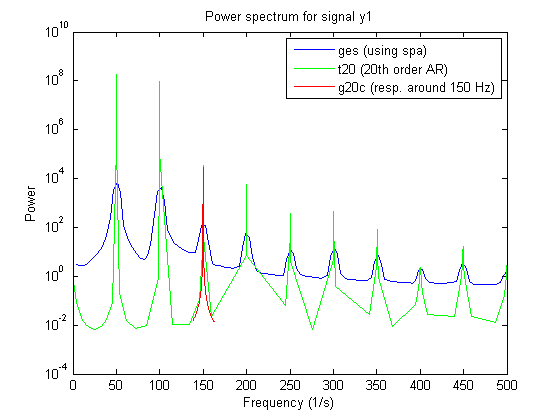 Power spectrum for signal y1
ges (using spa)
t20 (20th order AR)
g20c (resp. around 150 Hz)
Power
10^10
10^8
10^6
10^4
10^2
10^0
10^-2
10^-4
0 50 100 150 200 250 300 350 400 450 500
Frequency (1/s)